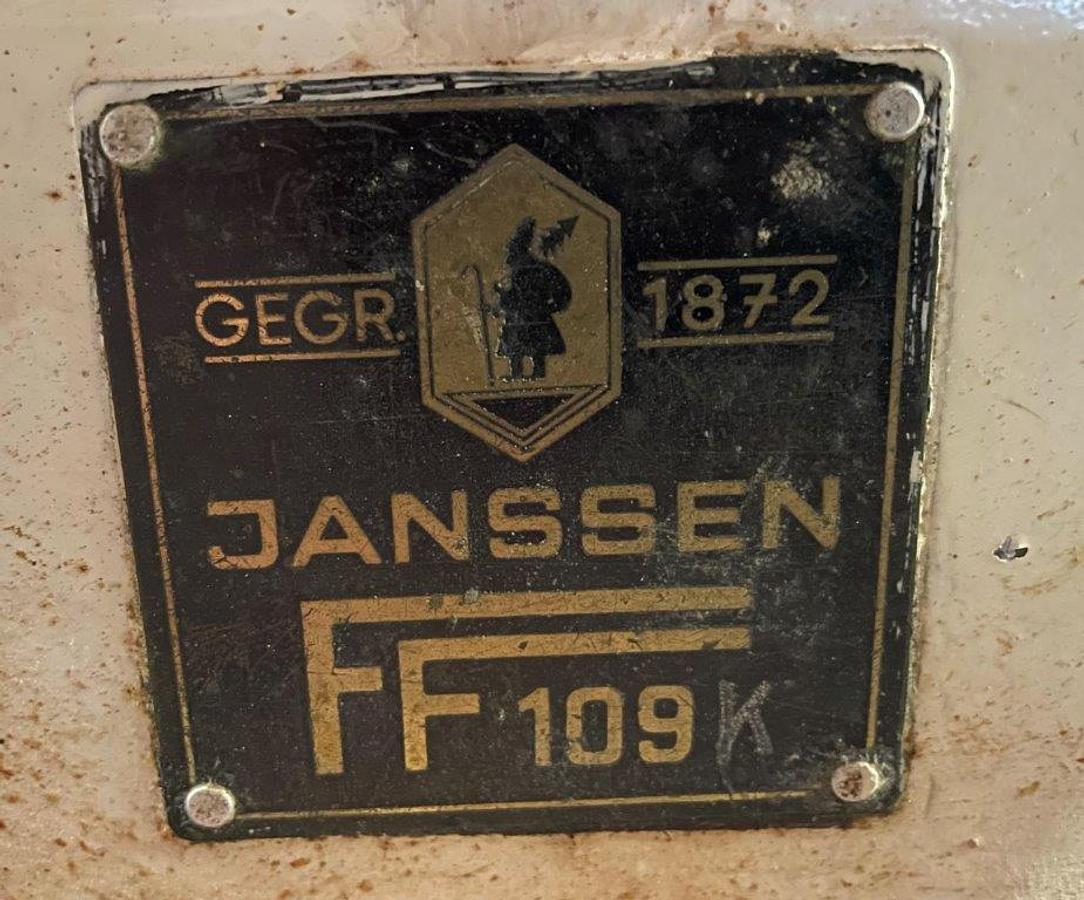 GEGR. 1872
JANSSEN
FF 109 K